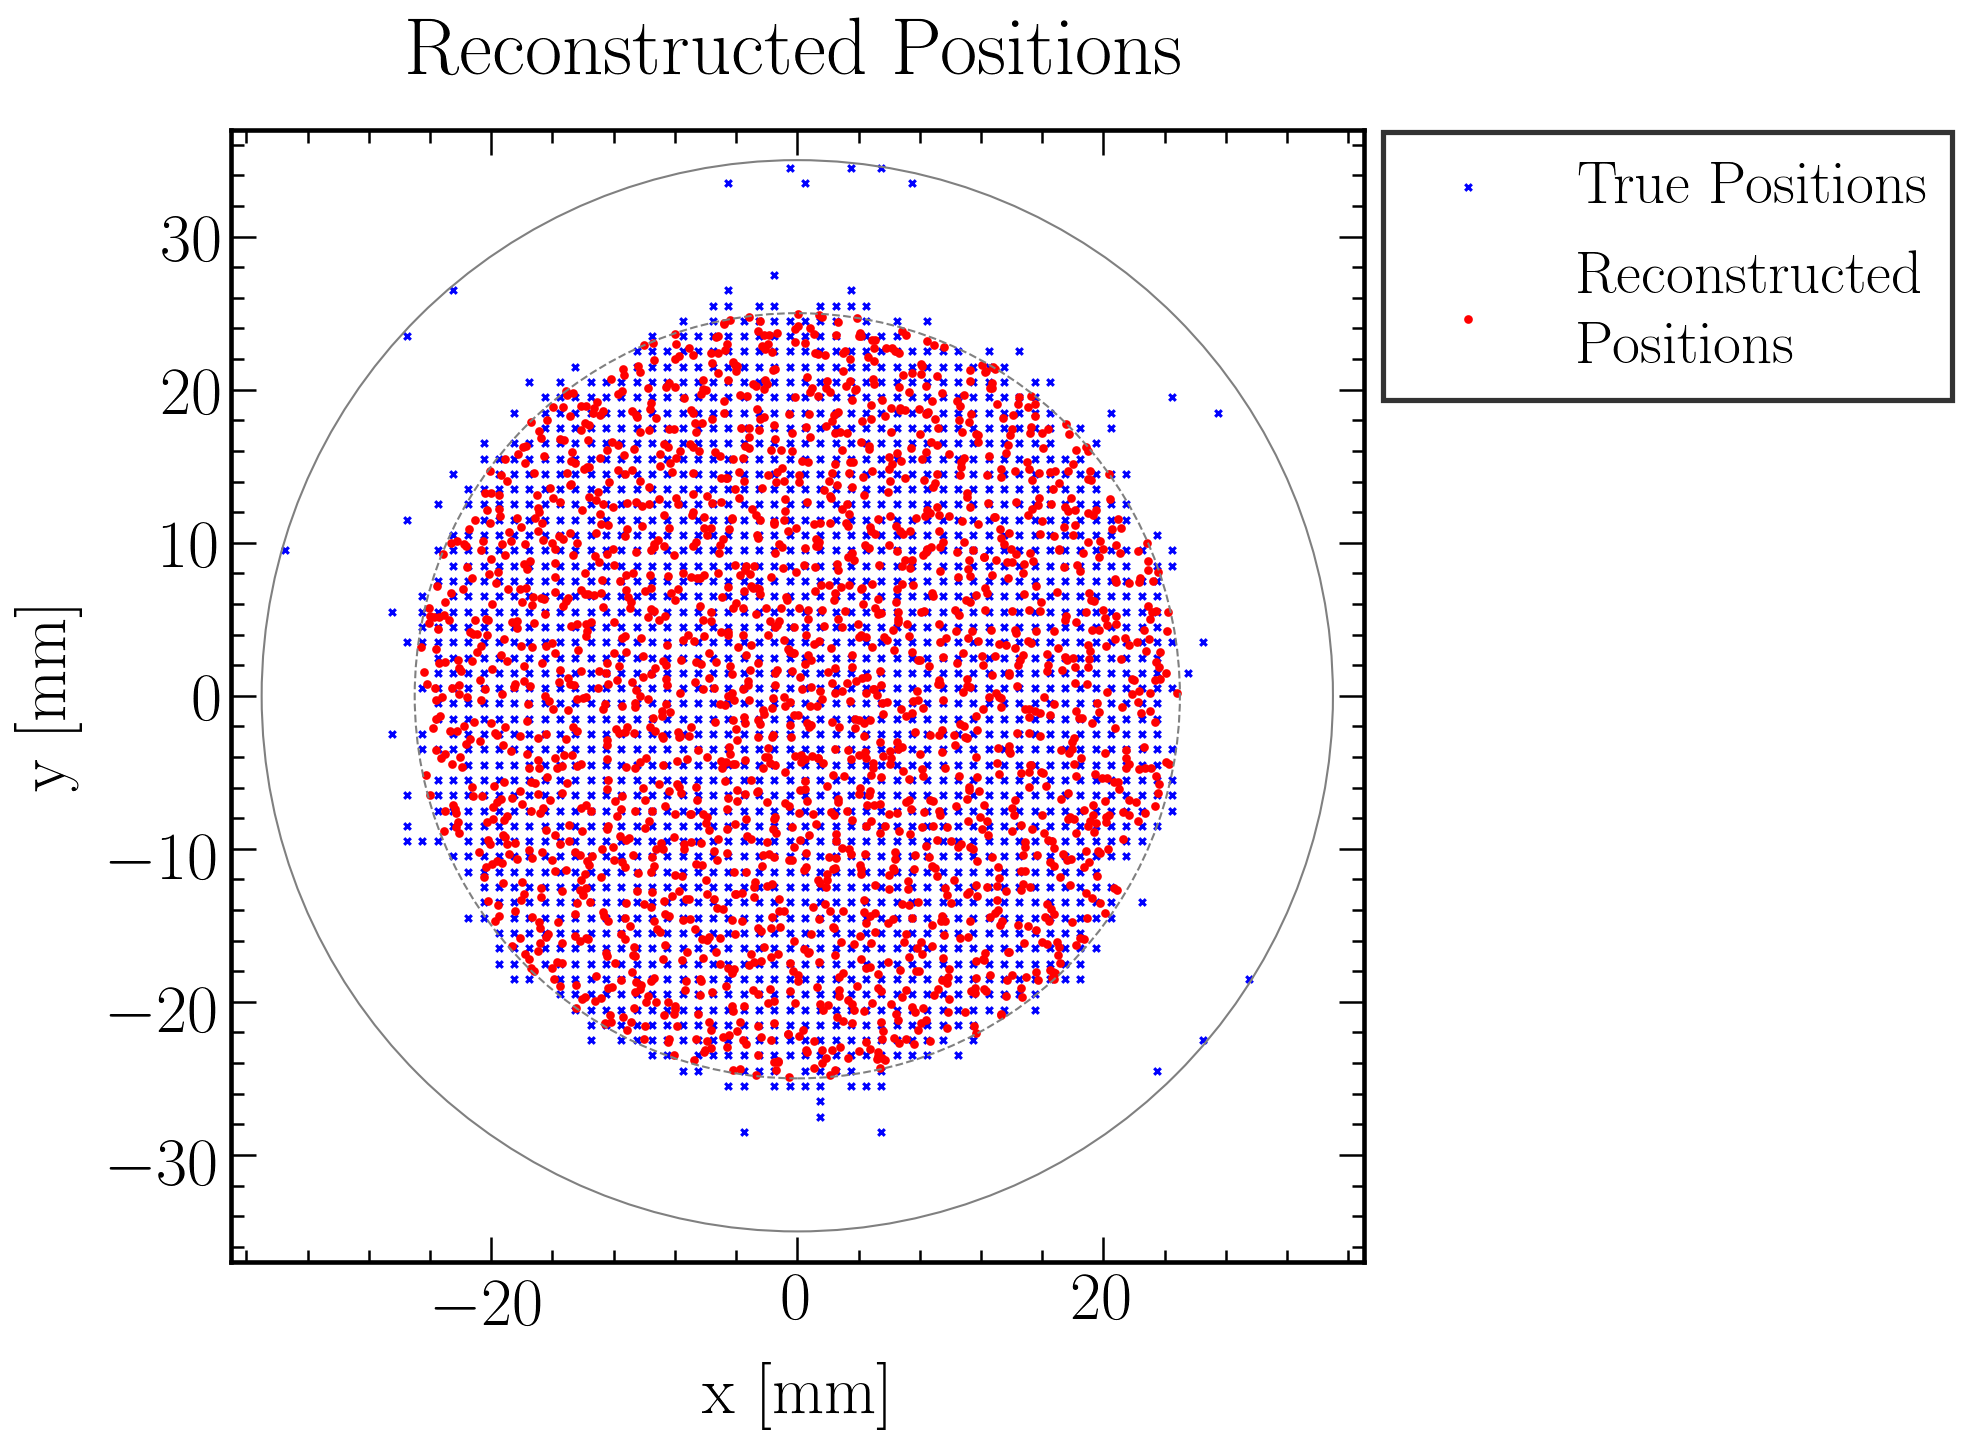 Reconstructed Positions
True Positions
Reconstructed
Positions
30
20
10
0
−10
−20
−30
y [mm]
−20
0
20
x [mm]